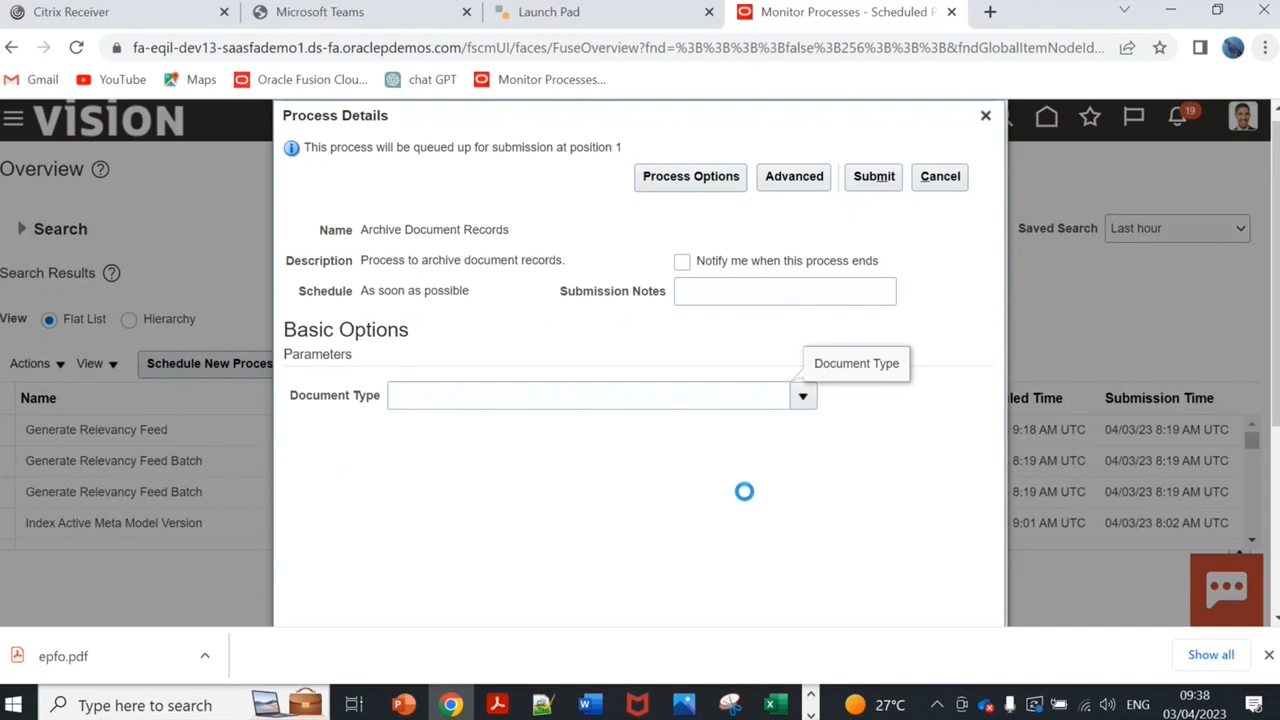 Citrix Receiver
Microsoft Teams
Launch Pad
Monitor Processes - Scheduled P
fa-eqil-dev13-saasfademo1.ds-fa.oraclepdemos.com/fscmUI/faces/FuseOverview?fnd=%3B%3B%3B%3Bfalse%3B256%3B%3B%3B&fndGlobalItemNodeId...
Gmail
YouTube
Maps
Oracle Fusion Clou...
chat GPT
Monitor Processes...
VISION
19
Process Details
This process will be queued up for submission at position 1
Process Options
Advanced
Submit
Cancel
Overview
Search
Saved Search
Last hour
Search Results
View
Flat List
Hierarchy
Actions
View
Schedule New Proces
Name Archive Document Records
Description Process to archive document records.
Notify me when this process ends
Schedule As soon as possible
Submission Notes
Basic Options
Parameters
Document Type
Document Type
Name
led Time
Submission Time
Generate Relevancy Feed
9:18 AM UTC
04/03/23 8:19 AM UTC
Generate Relevancy Feed Batch
8:19 AM UTC
04/03/23 8:19 AM UTC
Generate Relevancy Feed Batch
8:19 AM UTC
04/03/23 8:19 AM UTC
Index Active Meta Model Version
9:01 AM UTC
04/03/23 8:02 AM UTC
epfo.pdf
Show all
Type here to search
27°C
ENG
09:38
03/04/2023